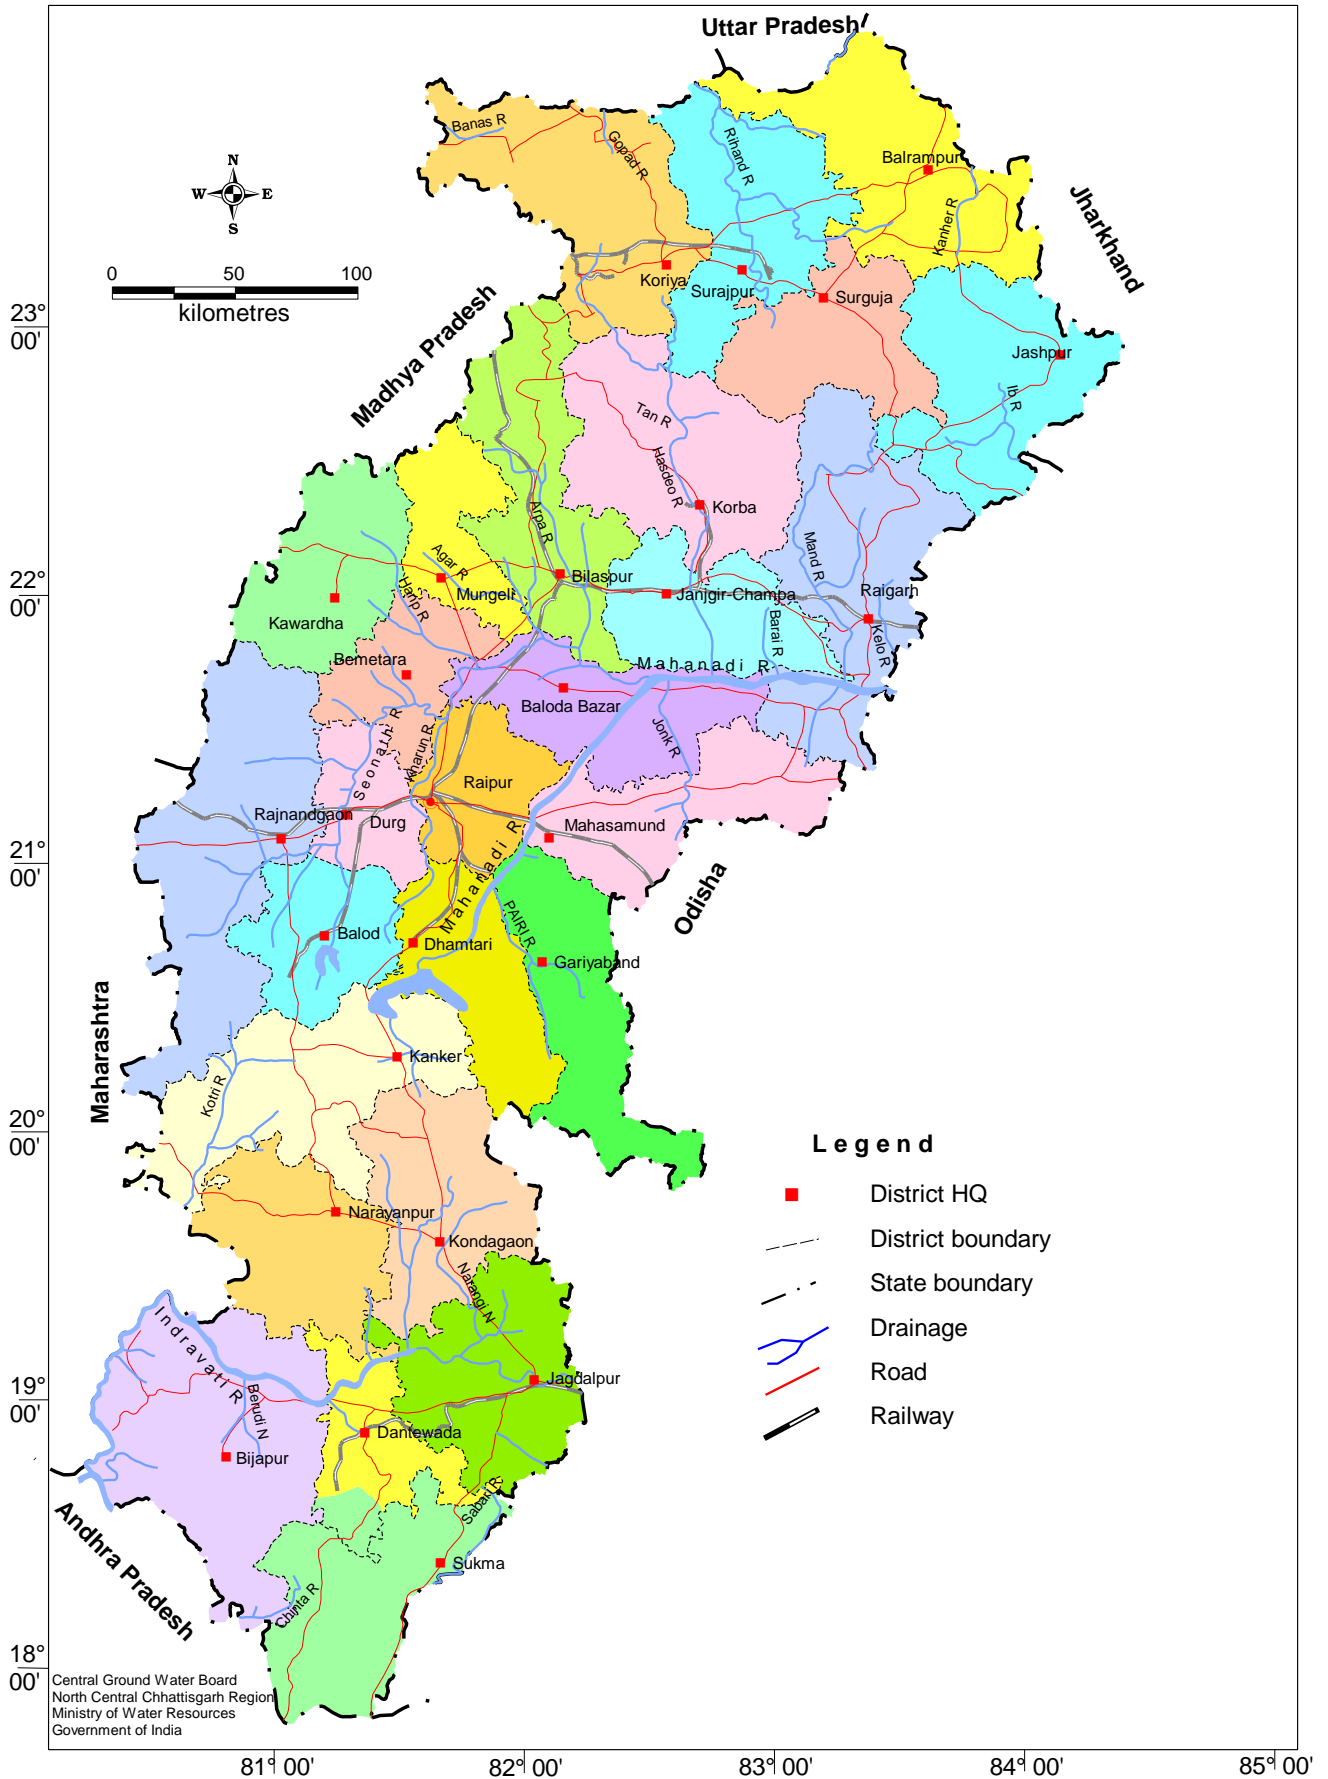 Uttar Pradesh
Banas R
Gopad R
Rihand R
Balrampur
Jharkhand
N
W E
S
Kanher R
0 50 100
kilometres
Koriya
Surajpur
Surguja
Madhya Pradesh
23°
00'
Jashpur
Ib R
Tan R
Hasdeo R
Korba
Arpa R
Mand R
Agar R
Bilaspur
22°
00'
Hanp R
Mungeli
Janjgir-Champa
Raigarh
Kawardha
Barai R
Kelo R
Bemetara
Mahanadi R
Baloda Bazar
Seonath R
Kharun R
Jonk R
Raipur
Rajnandgaon
Durg
Mahasamund
21°
00'
Mahanadi R
Odisha
PAIRI R
Balod
Dhamtari
Gariyaband
Maharashtra
Kanker
Kotri R
20°
00'
Legend
District HQ
District boundary
State boundary
Drainage
Road
Railway
Narayanpur
Kondagaon
Narangi N
Indravati R
Berudi N
Jagdalpur
19°
00'
Dantewada
Bijapur
Sabari R
Andhra Pradesh
Sukma
Chinta R
18°
00'
Central Ground Water Board
North Central Chhattisgarh Region
Ministry of Water Resources
Government of India
81° 00' 82° 00' 83° 00' 84° 00' 85° 00'